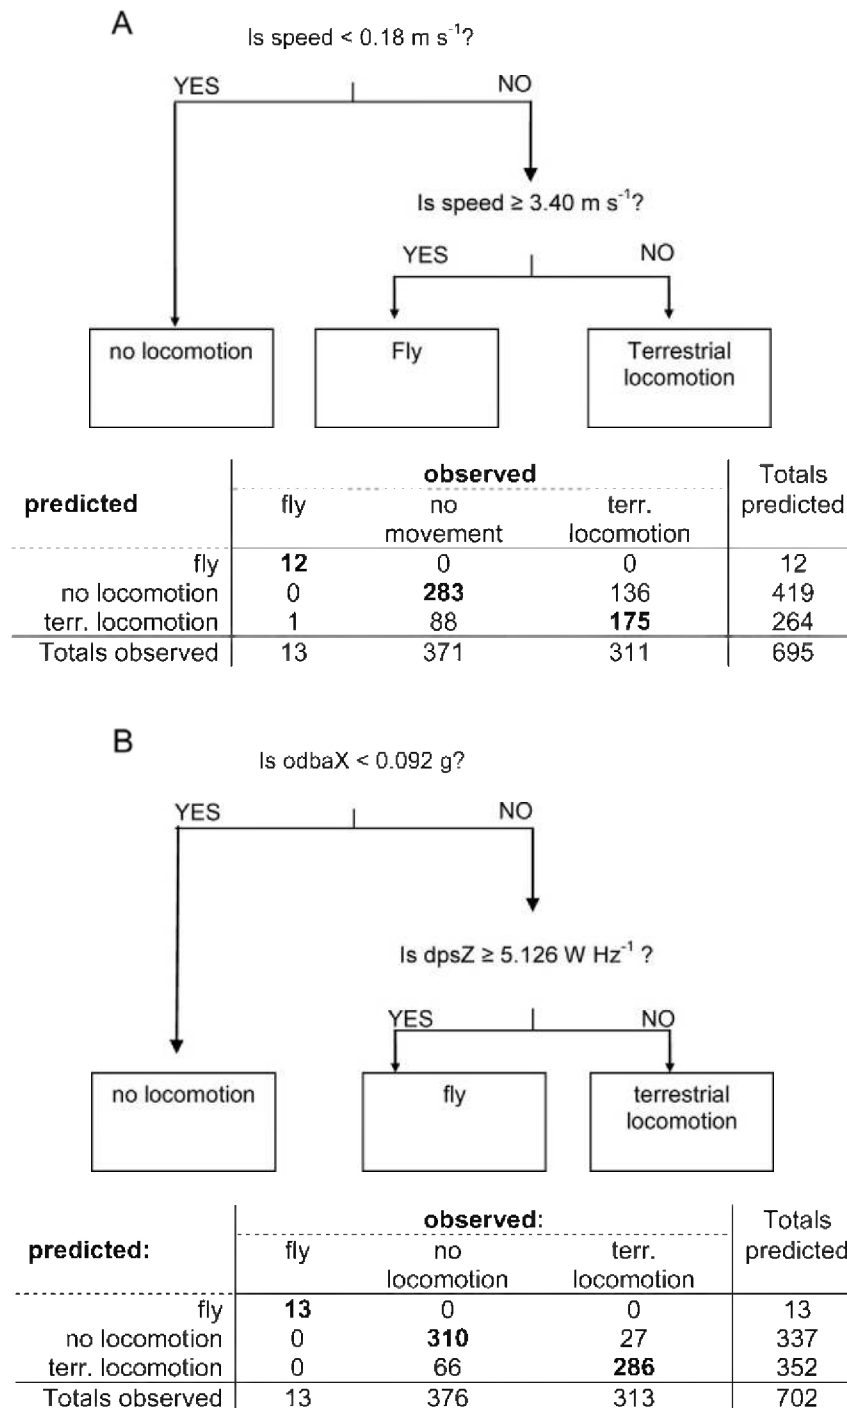 A
Is speed < 0.18 m s⁻¹?
YES NO
Is speed ≥ 3.40 m s⁻¹?
YES NO
no locomotion Fly Terrestrial
locomotion
observed Totals
predicted fly no terr. predicted
movement locomotion
fly 12 0 0 12
no locomotion 0 283 136 419
terr. locomotion 1 88 175 264
Totals observed 13 371 311 695
B
Is odbaX < 0.092 g?
YES NO
Is dpsZ ≥ 5.126 W Hz⁻¹ ?
YES NO
no locomotion fly terrestrial
locomotion
observed: Totals
predicted: fly no terr. predicted
locomotion locomotion
fly 13 0 0 13
no locomotion 0 310 27 337
terr. locomotion 0 66 286 352
Totals observed 13 376 313 702